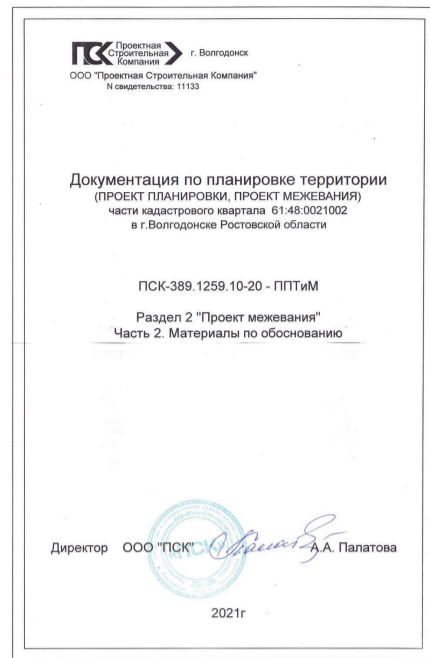 ПСК Проектная
Строительная
Компания
г. Волгодонск
ООО "Проектная Строительная Компания"
N свидетельства: 11133
Документация по планировке территории
(ПРОЕКТ ПЛАНИРОВКИ, ПРОЕКТ МЕЖЕВАНИЯ)
части кадастрового квартала 61:48:0021002
в г.Волгодонске Ростовской области
ПСК-389.1259.10-20 - ППТиМ
Раздел 2 "Проект межевания"
Часть 2. Материалы по обоснованию
Директор ООО "ПСК" А.А. Палатова
«ПСК»
2021г